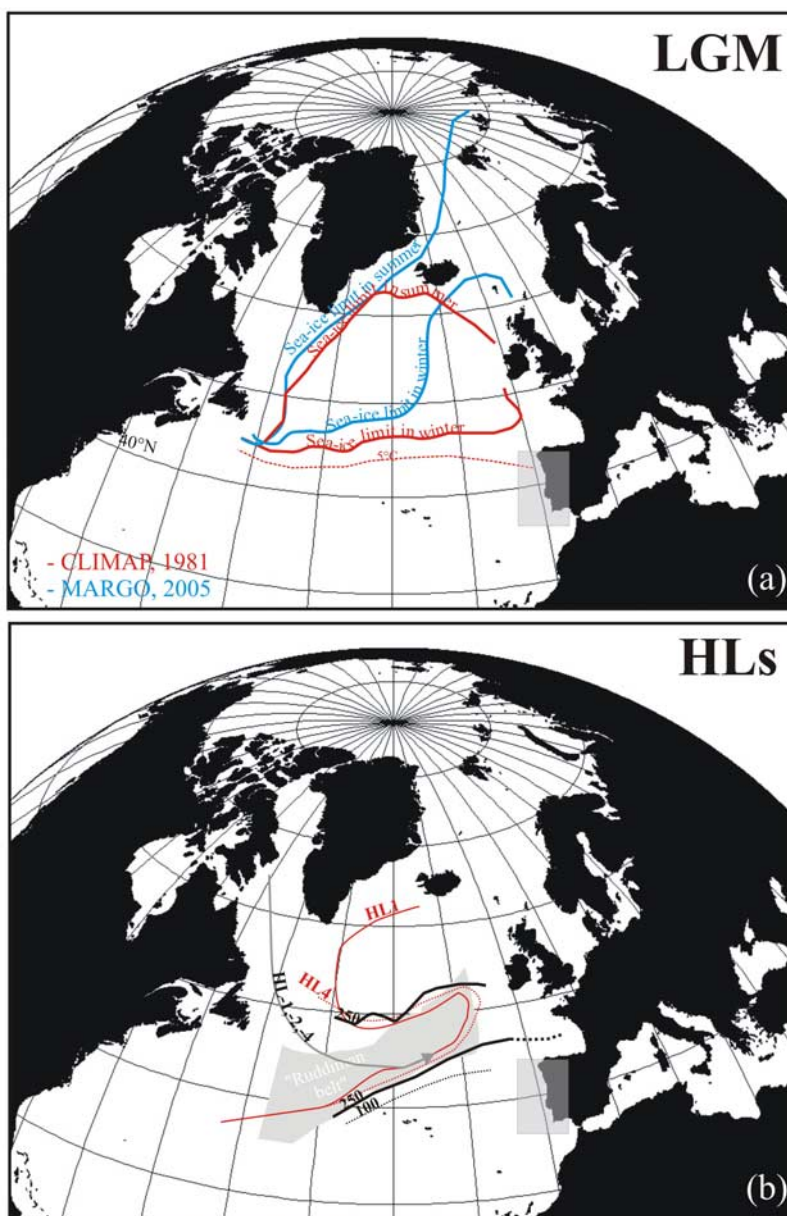 LGM
Sea-ice limit in summer
Sea-ice limit in summer
Sea-ice limit in winter
Sea-ice limit in winter
5°C
40°N
- CLIMAP, 1981
- MARGO, 2005
(a)
HLs
HL1
HL4
250
HL-1-2-4
"Ruddiman
belt"
250
100
(b)